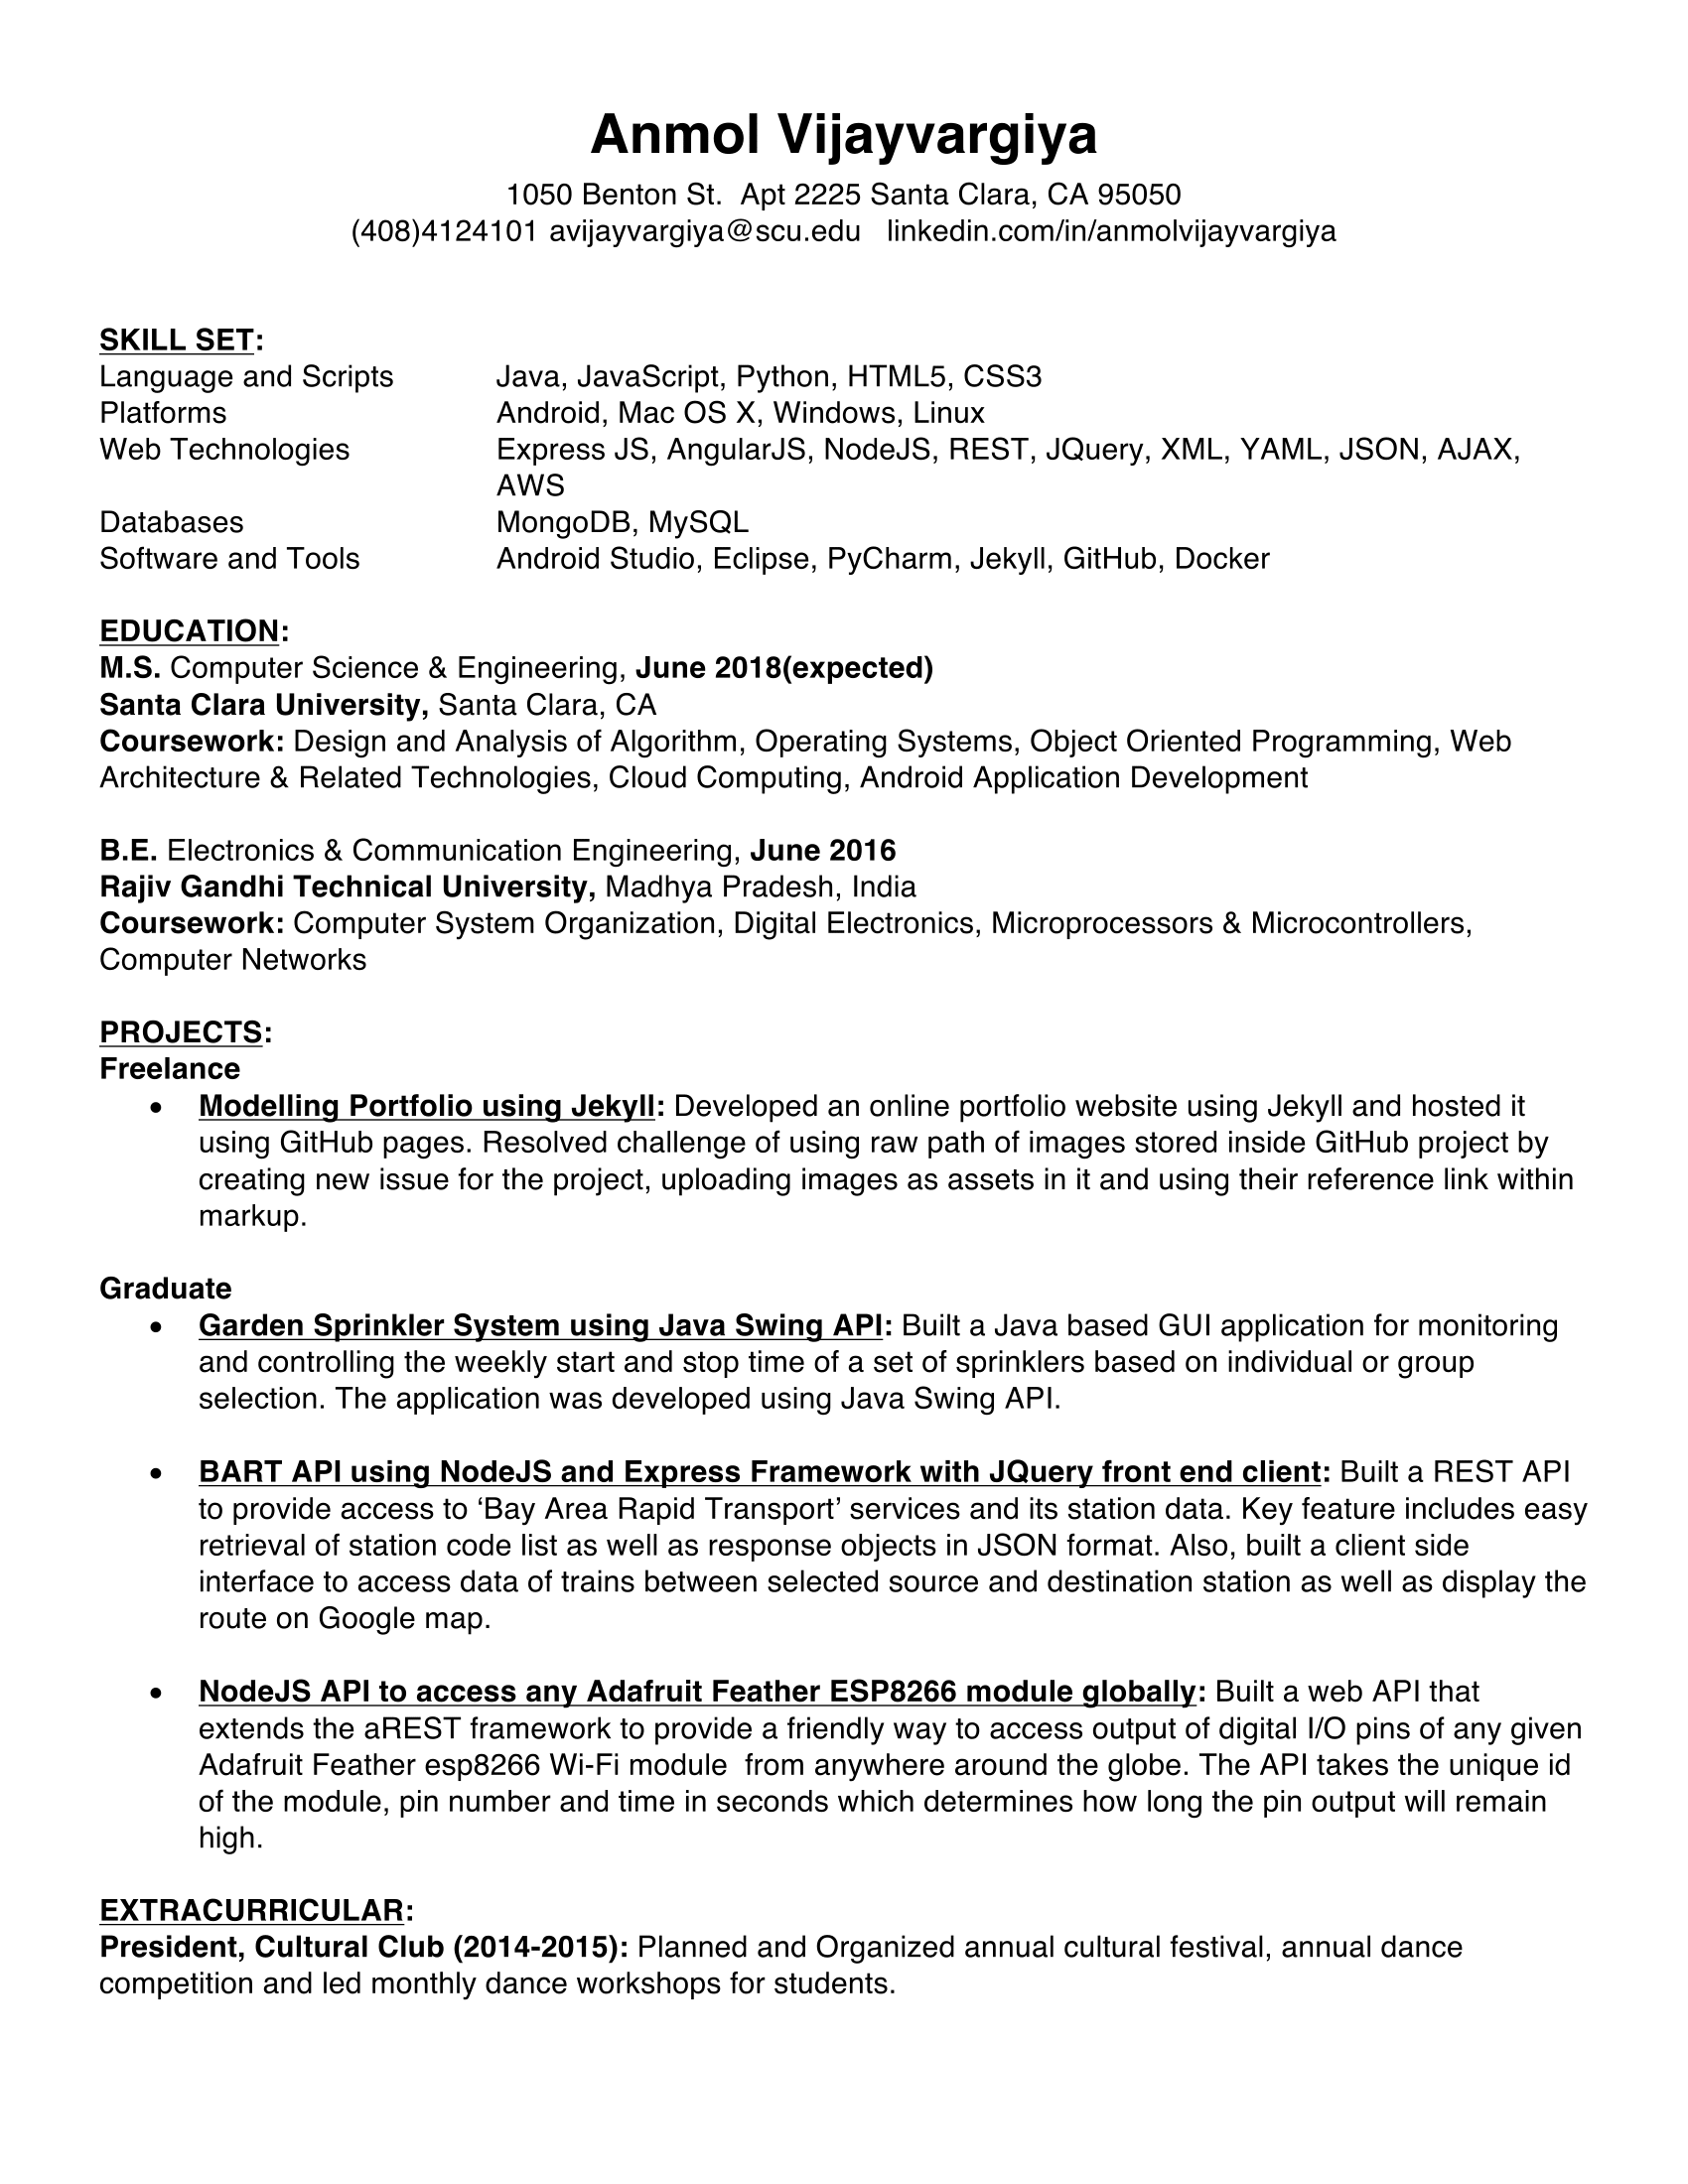 Anmol Vijayvargiya
1050 Benton St.  Apt 2225 Santa Clara, CA 95050
(408)4124101 avijayvargiya@scu.edu   linkedin.com/in/anmolvijayvargiya
SKILL SET:
Language and Scripts Java, JavaScript, Python, HTML5, CSS3
Platforms Android, Mac OS X, Windows, Linux
Web Technologies Express JS, AngularJS, NodeJS, REST, JQuery, XML, YAML, JSON, AJAX,
AWS
Databases MongoDB, MySQL
Software and Tools Android Studio, Eclipse, PyCharm, Jekyll, GitHub, Docker
EDUCATION:
M.S. Computer Science & Engineering, June 2018(expected)
Santa Clara University, Santa Clara, CA
Coursework: Design and Analysis of Algorithm, Operating Systems, Object Oriented Programming, Web
Architecture & Related Technologies, Cloud Computing, Android Application Development
B.E. Electronics & Communication Engineering, June 2016
Rajiv Gandhi Technical University, Madhya Pradesh, India
Coursework: Computer System Organization, Digital Electronics, Microprocessors & Microcontrollers,
Computer Networks
PROJECTS:
Freelance
• Modelling Portfolio using Jekyll: Developed an online portfolio website using Jekyll and hosted it
using GitHub pages. Resolved challenge of using raw path of images stored inside GitHub project by
creating new issue for the project, uploading images as assets in it and using their reference link within
markup.
Graduate
• Garden Sprinkler System using Java Swing API: Built a Java based GUI application for monitoring
and controlling the weekly start and stop time of a set of sprinklers based on individual or group
selection. The application was developed using Java Swing API.
• BART API using NodeJS and Express Framework with JQuery front end client: Built a REST API
to provide access to ‘Bay Area Rapid Transport’ services and its station data. Key feature includes easy
retrieval of station code list as well as response objects in JSON format. Also, built a client side
interface to access data of trains between selected source and destination station as well as display the
route on Google map.
• NodeJS API to access any Adafruit Feather ESP8266 module globally: Built a web API that
extends the aREST framework to provide a friendly way to access output of digital I/O pins of any given
Adafruit Feather esp8266 Wi-Fi module  from anywhere around the globe. The API takes the unique id
of the module, pin number and time in seconds which determines how long the pin output will remain
high.
EXTRACURRICULAR:
President, Cultural Club (2014-2015): Planned and Organized annual cultural festival, annual dance
competition and led monthly dance workshops for students.